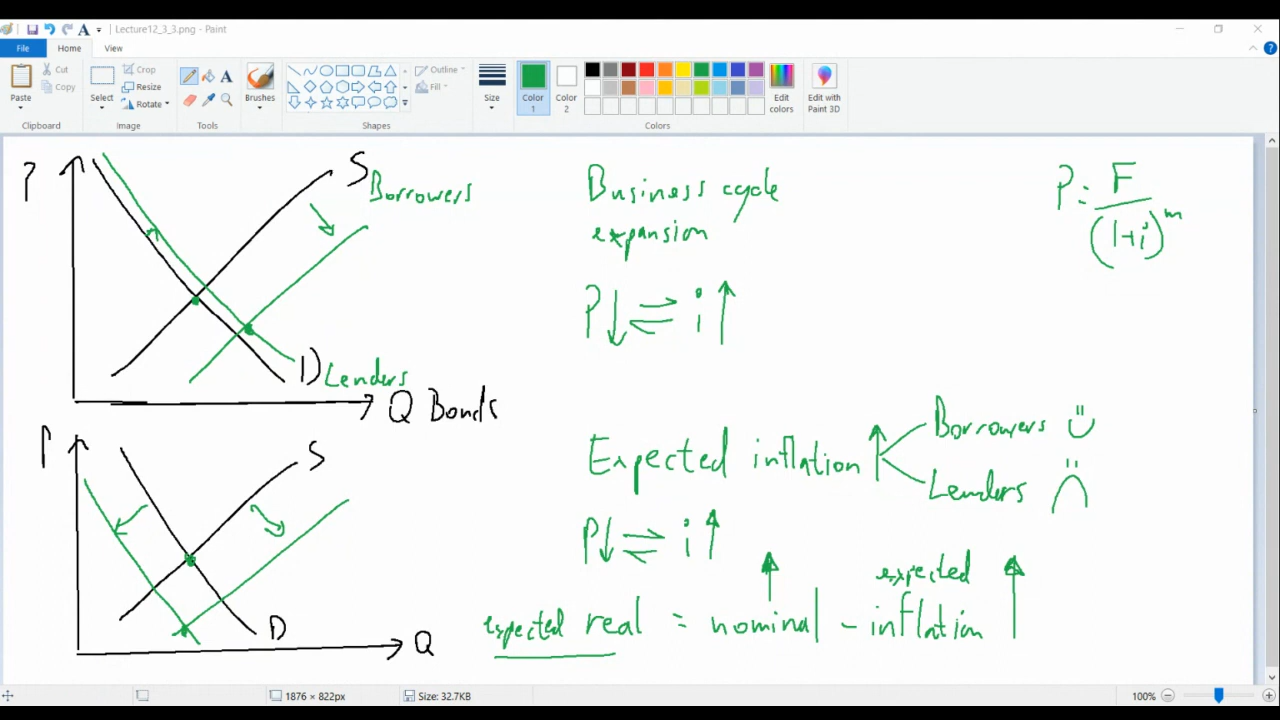 Lecture12_3_3.png - Paint
File Home View
Paste
Cut
Copy
Clipboard
Select
Crop
Resize
Rotate
Image
A
Tools
Brushes
Outline
Fill
Shapes
Size
Color 1
Color 2
Edit colors
Colors
Edit with Paint 3D
P
S
Borrowers
D
Lenders
Q Bonds
Business cycle
expansion
P ↓ ⇌ i ↑
P = F / (1+i)^m
P
S
D
Q
Expected inflation ↑
Borrowers
Lenders
P ↓ ⇌ i ↑
expected
expected real = nominal - inflation
1876 × 822px
Size: 32.7KB
100%